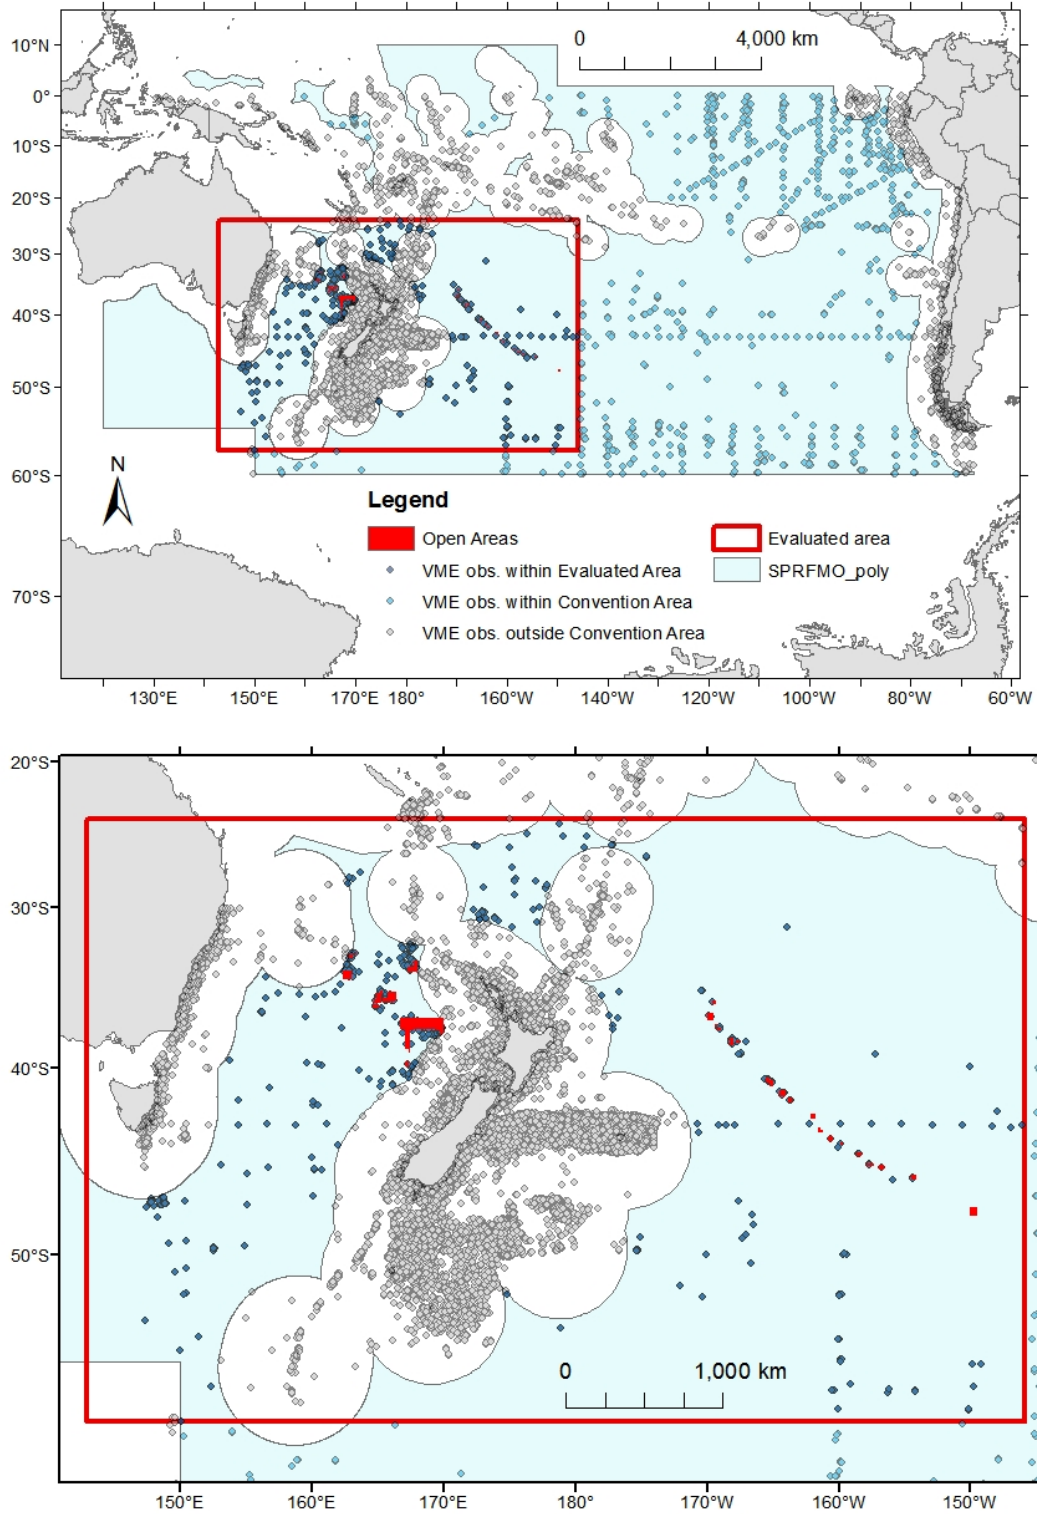 0 4,000 km
10°N
0°
10°S
20°S
30°S
40°S
50°S
60°S
70°S
N
Legend
Open Areas
Evaluated area
VME obs. within Evaluated Area
SPRFMO_poly
VME obs. within Convention Area
VME obs. outside Convention Area
130°E 150°E 170°E 180° 160°W 140°W 120°W 100°W 80°W 60°W
20°S
30°S
40°S
50°S
0 1,000 km
150°E 160°E 170°E 180° 170°W 160°W 150°W